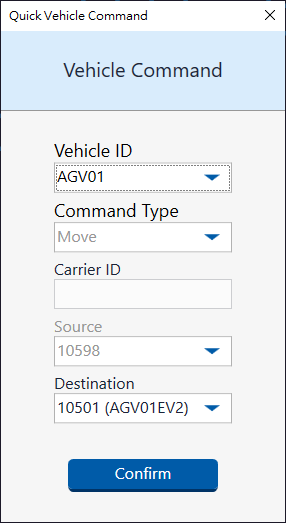 Quick Vehicle Command
Vehicle Command
Vehicle ID
AGV01
Command Type
Move
Carrier ID
Source
10598
Destination
10501 (AGV01EV2)
Confirm